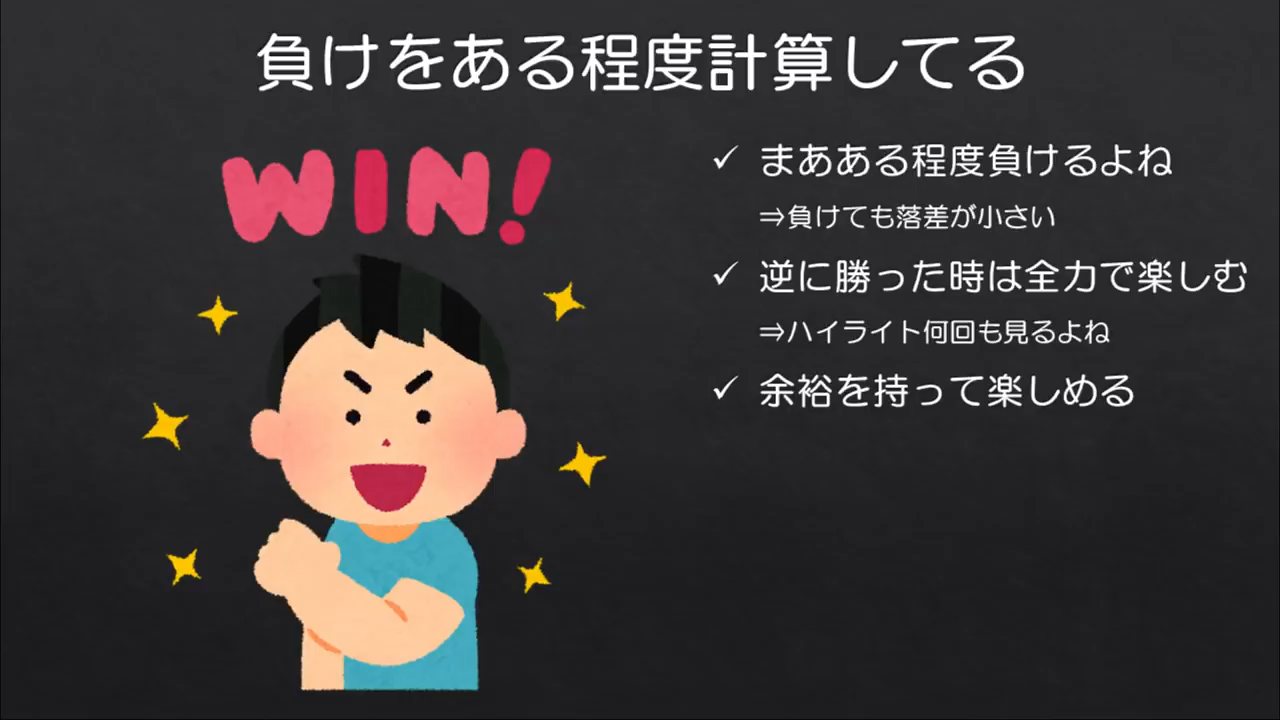 負けをある程度計算してる
WIN!
✓ まあある程度負けるよね
⇒負けても落差が小さい
✓ 逆に勝った時は全力で楽しむ
⇒ハイライト何回も見るよね
✓ 余裕を持って楽しめる